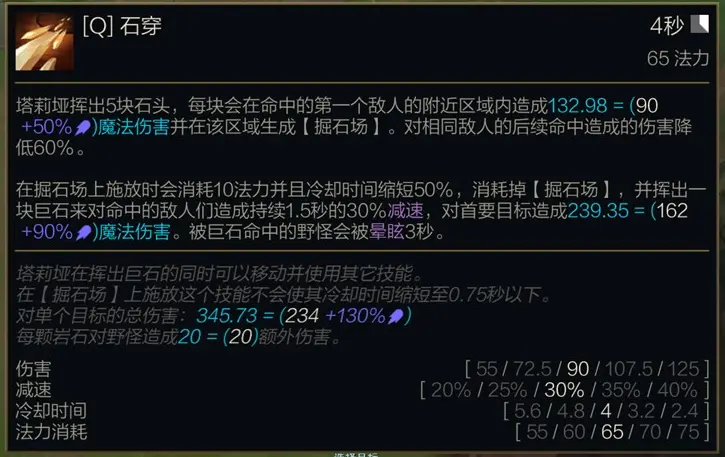 [Q] 石穿
4秒
65 法力
塔莉垭挥出5块石头，每块会在命中的第一个敌人的附近区域内造成132.98 = (90
+50%)魔法伤害并在该区域生成【掘石场】。对相同敌人的后续命中造成的伤害降
低60%。
在掘石场上施放时会消耗10法力并且冷却时间缩短50%，消耗掉【掘石场】，并挥出一
块巨石来对命中的敌人们造成持续1.5秒的30%减速，对首要目标造成239.35 = (162
+90%)魔法伤害。被巨石命中的野怪会被晕眩3秒。
塔莉垭在挥出巨石的同时可以移动并使用其它技能。
在【掘石场】上施放这个技能不会使其冷却时间缩短至0.75秒以下。
对单个目标的总伤害：345.73 = (234 +130%)
每颗岩石对野怪造成20 = (20)额外伤害。
伤害 [ 55 / 72.5 / 90 / 107.5 / 125 ]
减速 [ 20% / 25% / 30% / 35% / 40% ]
冷却时间 [ 5.6 / 4.8 / 4 / 3.2 / 2.4 ]
法力消耗 [ 55 / 60 / 65 / 70 / 75 ]